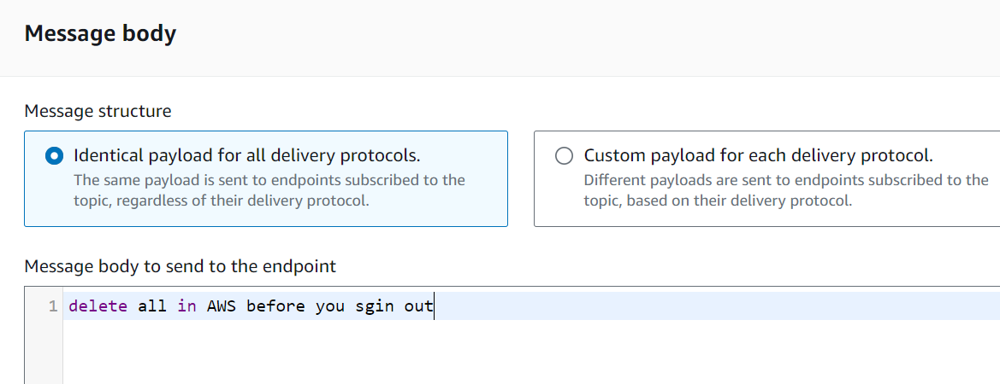 Message body
Message structure
Identical payload for all delivery protocols.
The same payload is sent to endpoints subscribed to the
topic, regardless of their delivery protocol.
Custom payload for each delivery protocol.
Different payloads are sent to endpoints subscribed to the
topic, based on their delivery protocol.
Message body to send to the endpoint
1 delete all in AWS before you sgin out